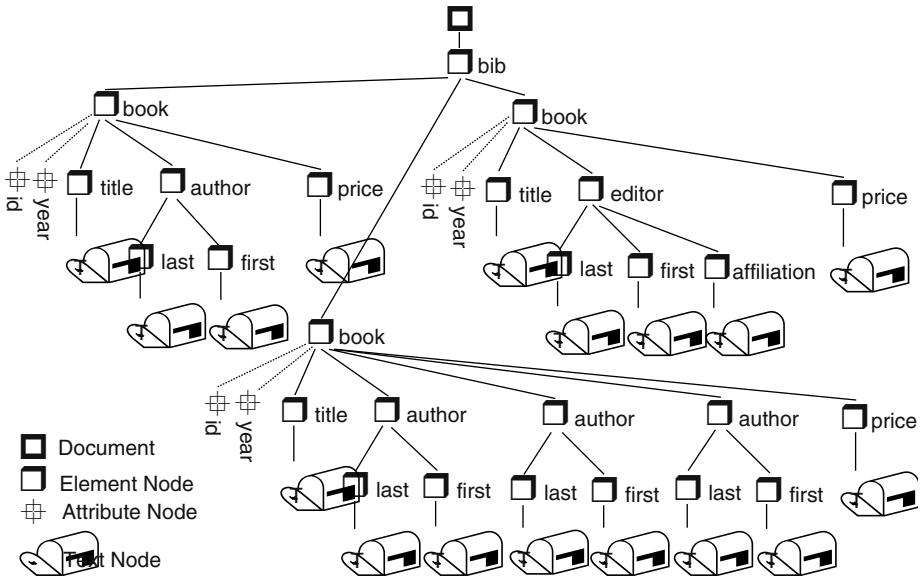 bib
book
book
id
year
title
author
price
id
year
title
editor
price
last
first
last
first
affiliation
book
id
year
title
author
author
author
price
last
first
last
first
last
first
Document
Element Node
Attribute Node
Text Node